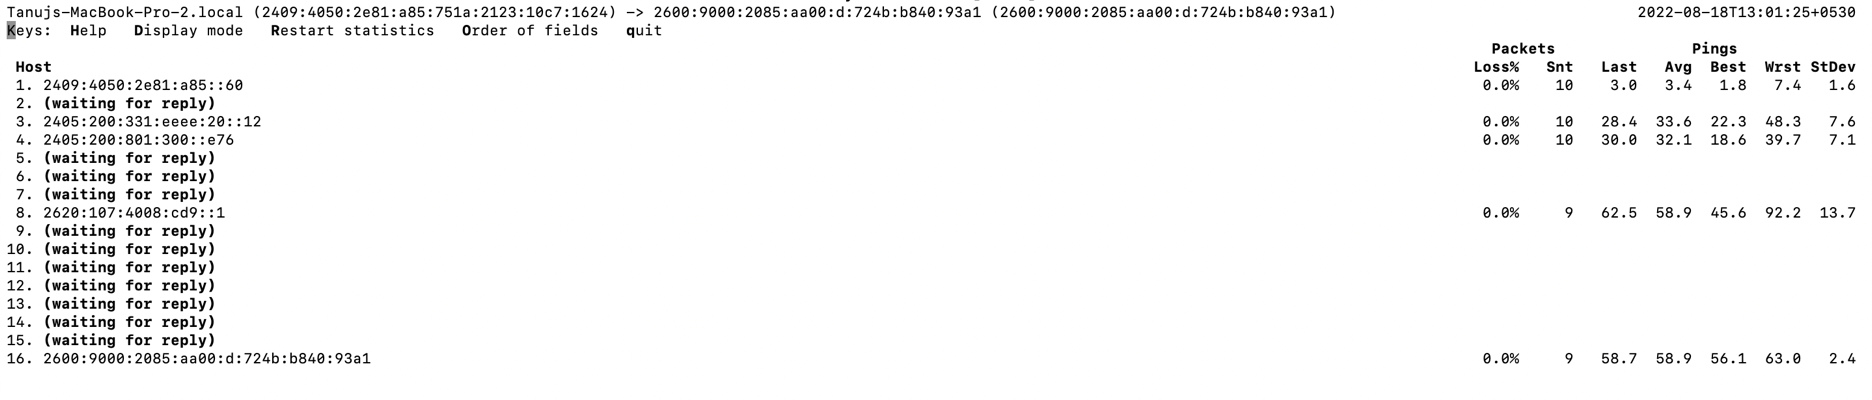 Tanujs-MacBook-Pro-2.local (2409:4050:2e81:a85:751a:2123:10c7:1624) -> 2600:9000:2085:aa00:d:724b:b840:93a1 (2600:9000:2085:aa00:d:724b:b840:93a1) 2022-08-18T13:01:25+0530
Keys: Help Display mode Restart statistics Order of fields quit
Packets Pings
Host Loss% Snt Last Avg Best Wrst StDev
1. 2409:4050:2e81:a85::60 0.0% 10 3.0 3.4 1.8 7.4 1.6
2. (waiting for reply)
3. 2405:200:331:eeee:20::12 0.0% 10 28.4 33.6 22.3 48.3 7.6
4. 2405:200:801:300::e76 0.0% 10 30.0 32.1 18.6 39.7 7.1
5. (waiting for reply)
6. (waiting for reply)
7. (waiting for reply)
8. 2620:107:4008:cd9::1 0.0% 9 62.5 58.9 45.6 92.2 13.7
9. (waiting for reply)
10. (waiting for reply)
11. (waiting for reply)
12. (waiting for reply)
13. (waiting for reply)
14. (waiting for reply)
15. (waiting for reply)
16. 2600:9000:2085:aa00:d:724b:b840:93a1 0.0% 9 58.7 58.9 56.1 63.0 2.4